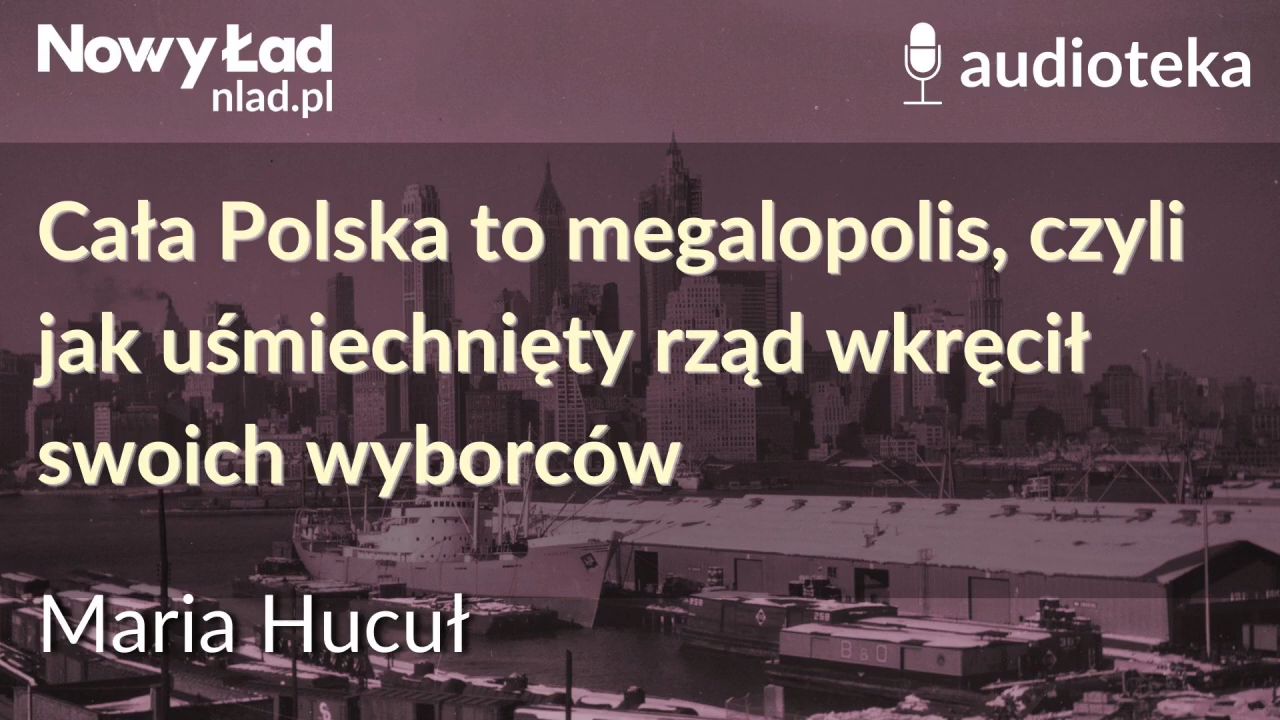 Nowy Ład
nlad.pl
audioteka
Cała Polska to megalopolis, czyli
jak uśmiechnięty rząd wkręcił
swoich wyborców
Maria Hucuł
B & O